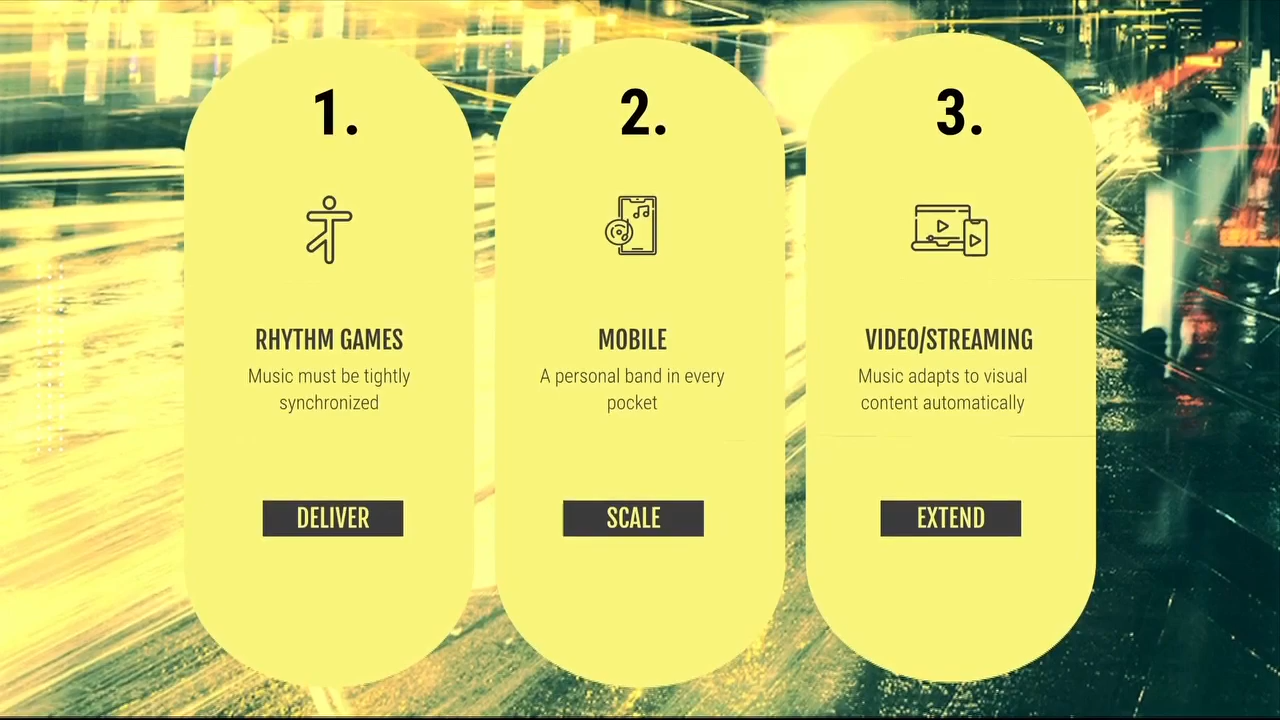 1.
RHYTHM GAMES
Music must be tightly
synchronized
DELIVER
2.
MOBILE
A personal band in every
pocket
SCALE
3.
VIDEO/STREAMING
Music adapts to visual
content automatically
EXTEND